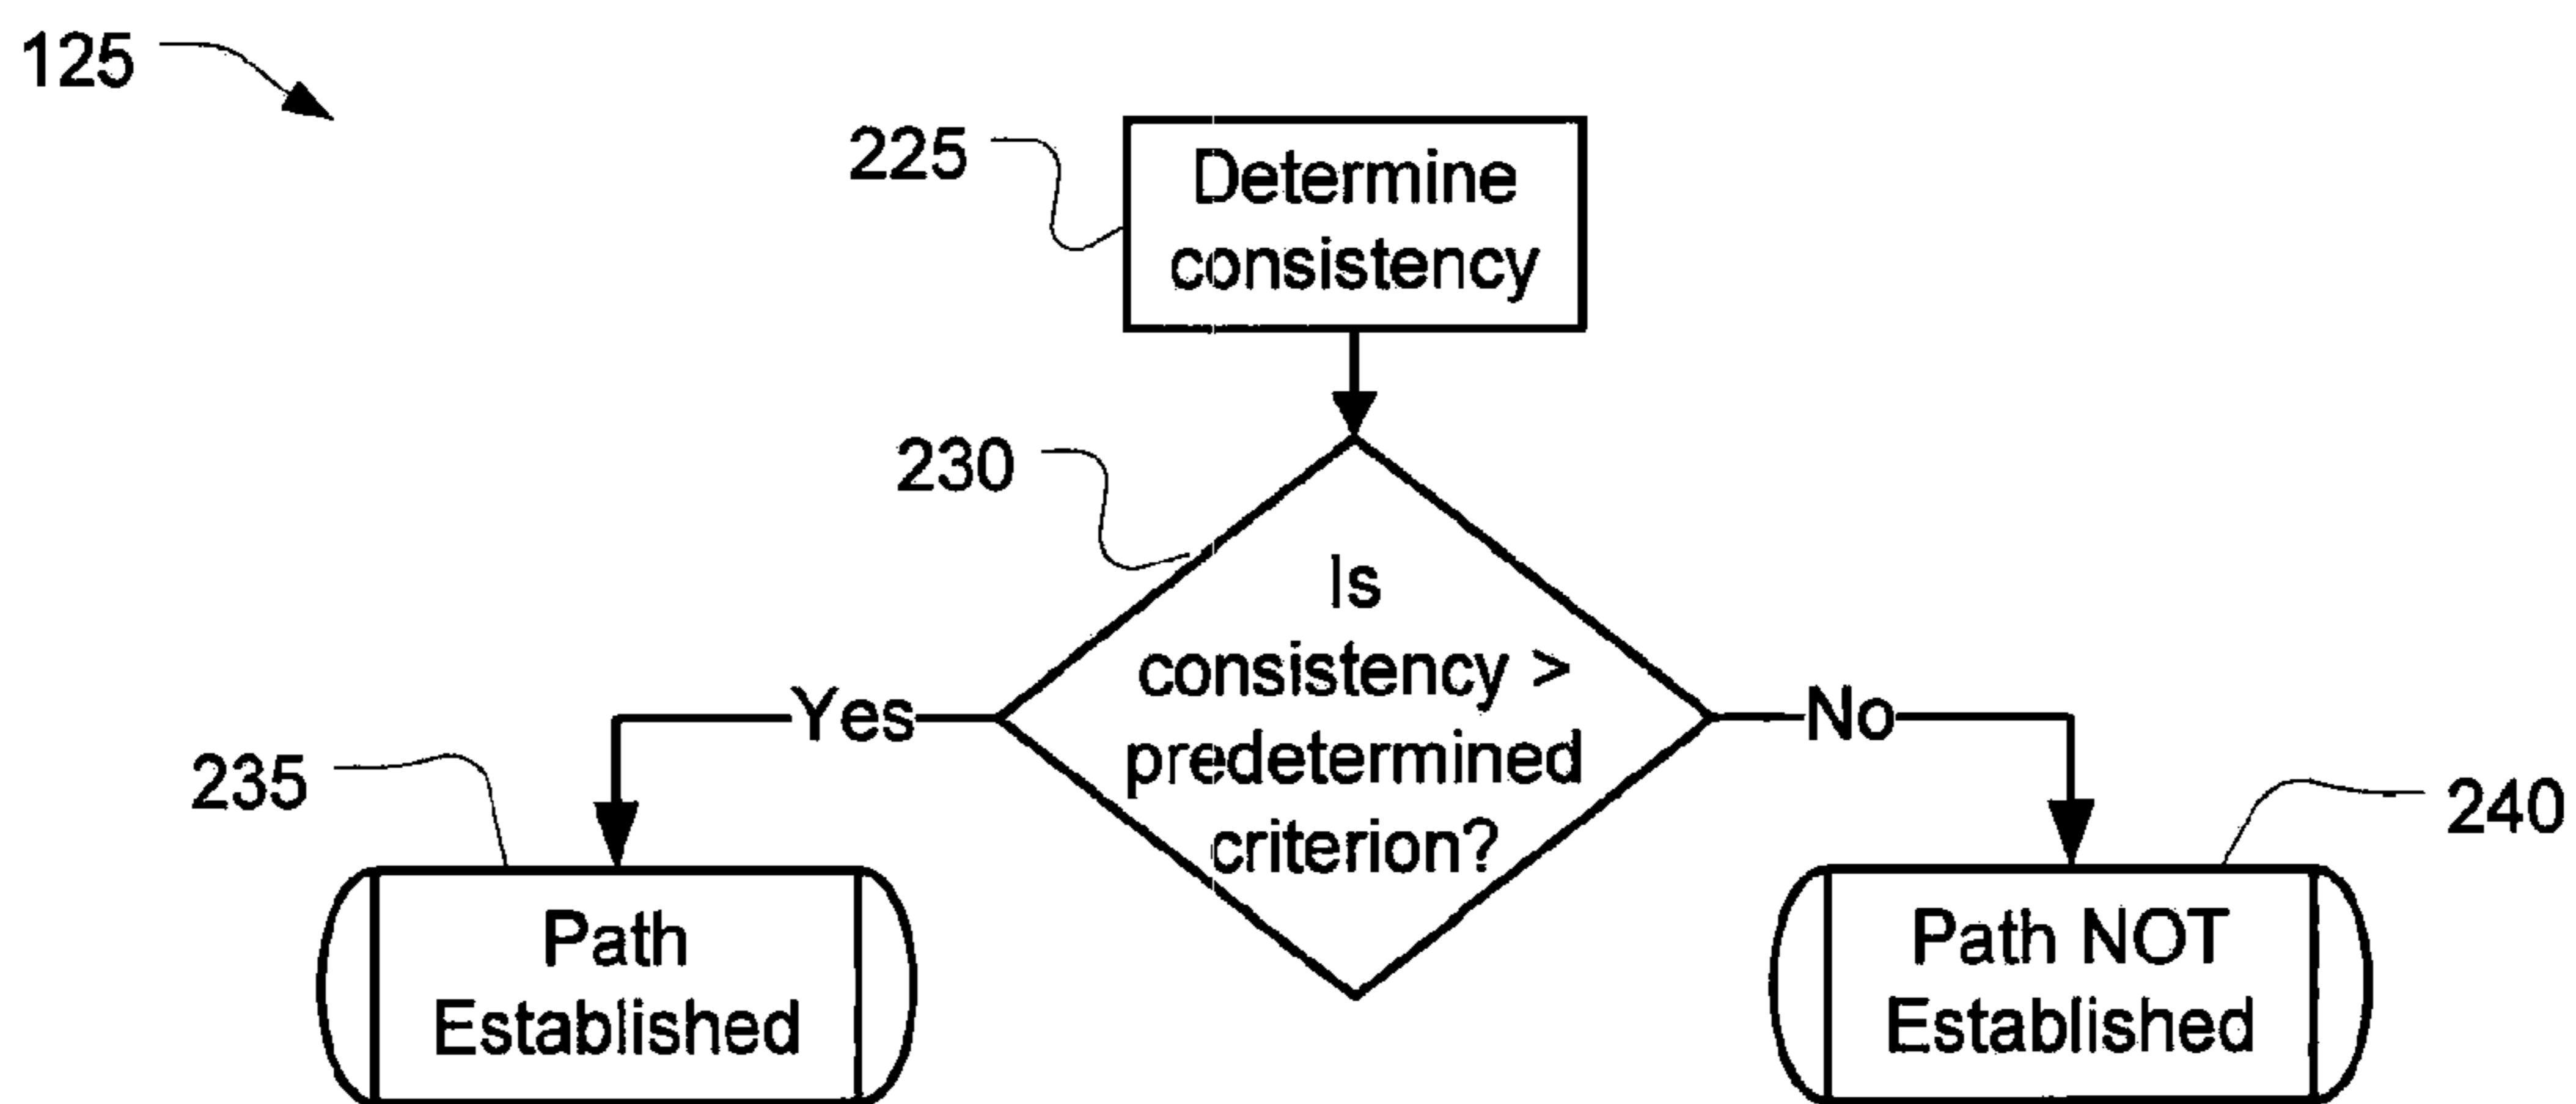 125
225
Determine
consistency
230
Is
consistency >
predetermined
criterion?
Yes
No
235
240
Path
Established
Path NOT
Established